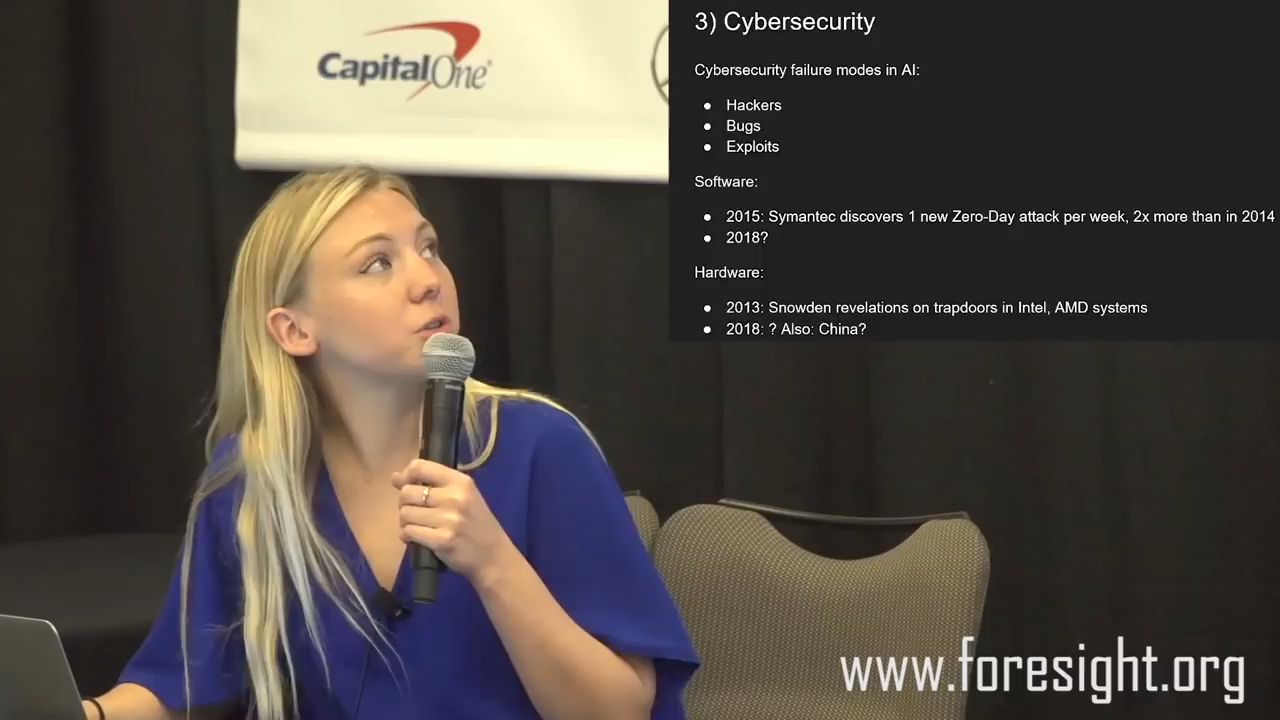 CapitalOne®
3) Cybersecurity
Cybersecurity failure modes in AI:
● Hackers
● Bugs
● Exploits
Software:
● 2015: Symantec discovers 1 new Zero-Day attack per week, 2x more than in 2014
● 2018?
Hardware:
● 2013: Snowden revelations on trapdoors in Intel, AMD systems
● 2018: ? Also: China?
www.foresight.org